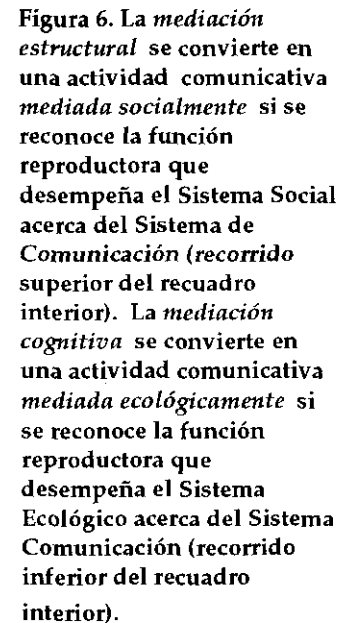 Figura 6. La mediación
estructural se convierte en
una actividad comunicativa
mediada socialmente si se
reconoce la función
reproductora que
desempeña el Sistema Social
acerca del Sistema de
Comunicación (recorrido
superior del recuadro
interior). La mediación
cognitiva se convierte en
una actividad comunicativa
mediada ecológicamente si
se reconoce la función
reproductora que
desempeña el Sistema
Ecológico acerca del Sistema
Comunicación (recorrido
inferior del recuadro
interior).